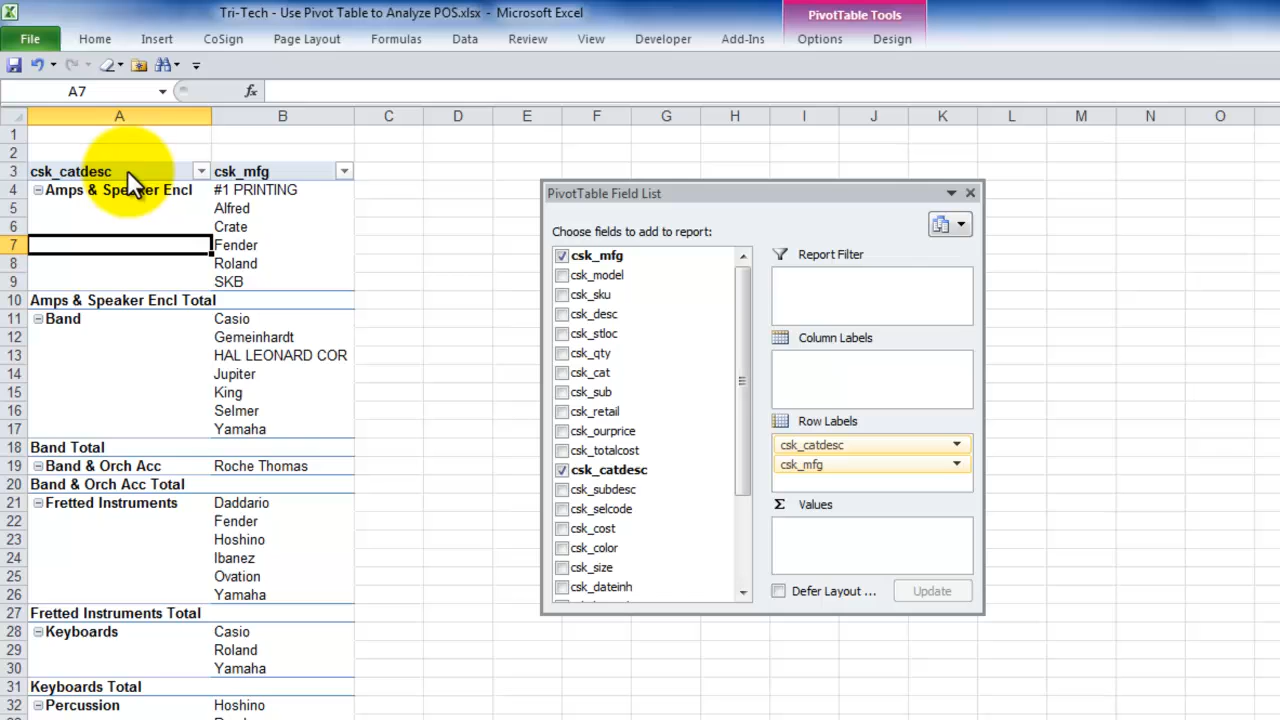 Tri-Tech - Use Pivot Table to Analyze POS.xlsx - Microsoft Excel
PivotTable Tools
File Home Insert CoSign Page Layout Formulas Data Review View Developer Add-Ins Options Design
A7 fx
A B C D E F G H I J K L M N O
1
2
3 csk_catdesc csk_mfg
4 Amps & Speaker Encl #1 PRINTING
5 Alfred
6 Crate
7 Fender
8 Roland
9 SKB
10 Amps & Speaker Encl Total
11 Band Casio
12 Gemeinhardt
13 HAL LEONARD COR
14 Jupiter
15 King
16 Selmer
17 Yamaha
18 Band Total
19 Band & Orch Acc Roche Thomas
20 Band & Orch Acc Total
21 Fretted Instruments Daddario
22 Fender
23 Hoshino
24 Ibanez
25 Ovation
26 Yamaha
27 Fretted Instruments Total
28 Keyboards Casio
29 Roland
30 Yamaha
31 Keyboards Total
32 Percussion Hoshino
PivotTable Field List
Choose fields to add to report:
csk_mfg
csk_model
csk_sku
csk_desc
csk_stloc
csk_qty
csk_cat
csk_sub
csk_retail
csk_ourprice
csk_totalcost
csk_catdesc
csk_subdesc
csk_selcode
csk_cost
csk_color
csk_size
csk_dateinh
Report Filter
Column Labels
Row Labels
csk_catdesc
csk_mfg
Σ Values
Defer Layout ... Update